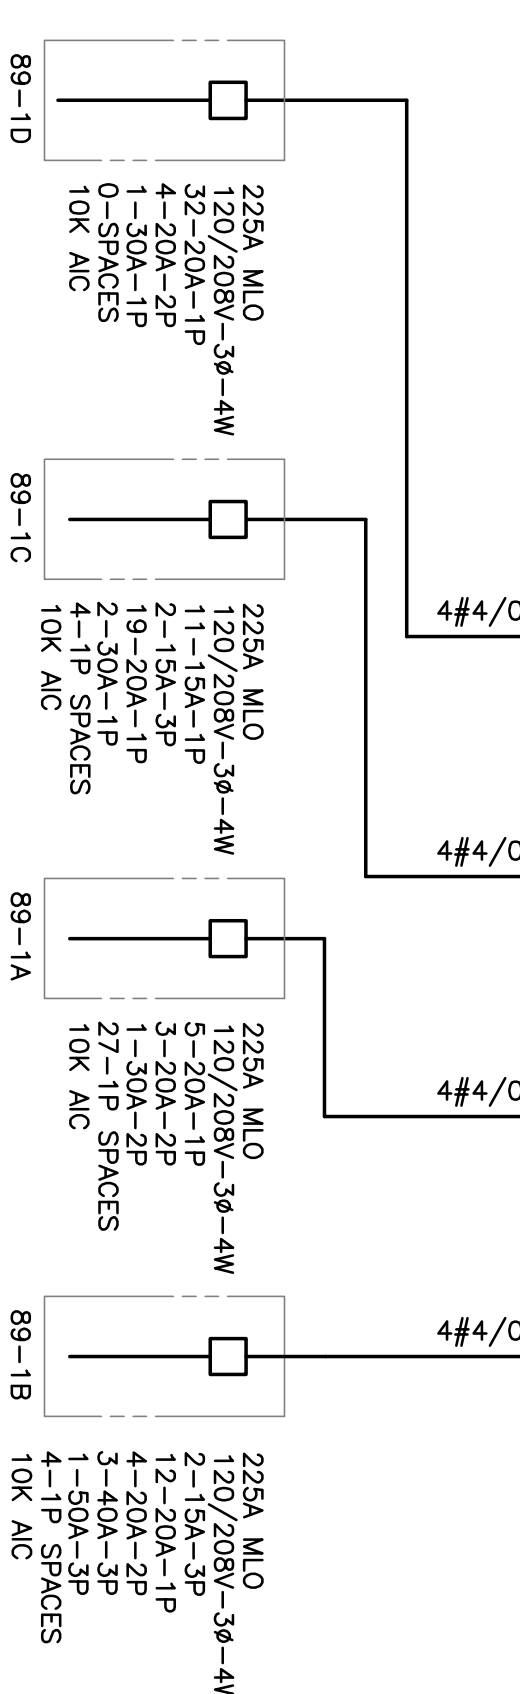 89-1D
225A MLO
120/208V-3ø-4W
32-20A-1P
4-20A-2P
1-30A-1P
0-SPACES
10K AIC
4#4/0
89-1C
225A MLO
120/208V-3ø-4W
11-15A-1P
2-15A-3P
19-20A-1P
2-30A-1P
4-1P SPACES
10K AIC
4#4/0
89-1A
225A MLO
120/208V-3ø-4W
5-20A-1P
3-20A-2P
1-30A-2P
27-1P SPACES
10K AIC
4#4/0
89-1B
225A MLO
120/208V-3ø-4W
2-15A-3P
12-20A-1P
4-20A-2P
3-40A-3P
1-50A-3P
4-1P SPACES
10K AIC
4#4/0